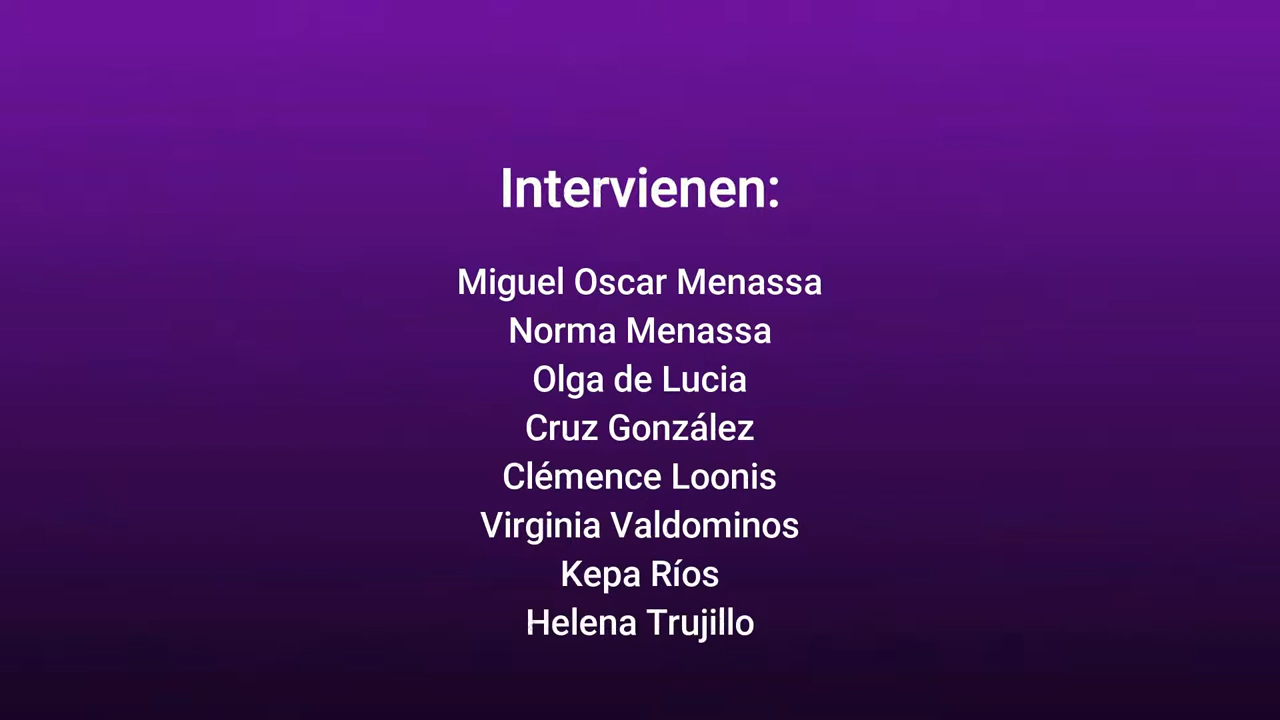 Intervienen:
Miguel Oscar Menassa
Norma Menassa
Olga de Lucia
Cruz González
Clémence Loonis
Virginia Valdominos
Kepa Ríos
Helena Trujillo